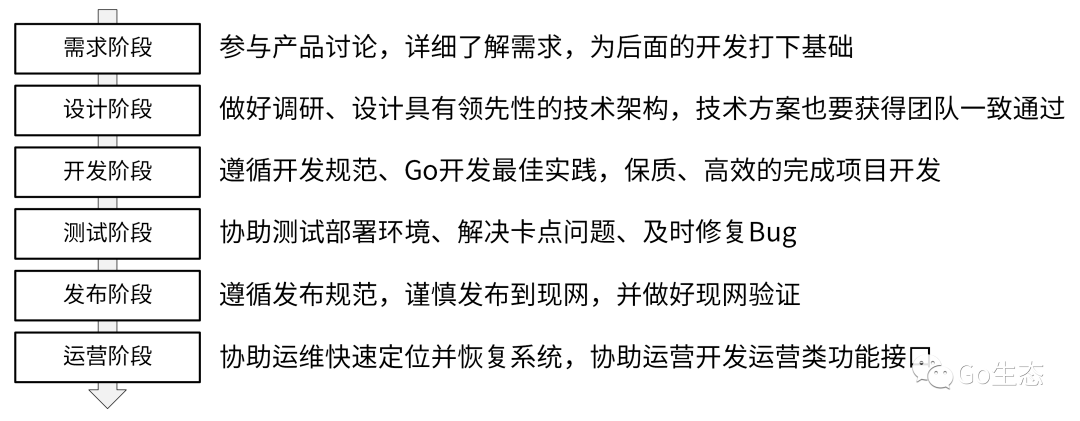 需求阶段 参与产品讨论，详细了解需求，为后面的开发打下基础
设计阶段 做好调研、设计具有领先性的技术架构，技术方案也要获得团队一致通过
开发阶段 遵循开发规范、Go开发最佳实践，保质、高效的完成项目开发
测试阶段 协助测试部署环境、解决卡点问题、及时修复Bug
发布阶段 遵循发布规范，谨慎发布到现网，并做好现网验证
运营阶段 协助运维快速定位并恢复系统，协助运营开发运营类功能接口
Go生态